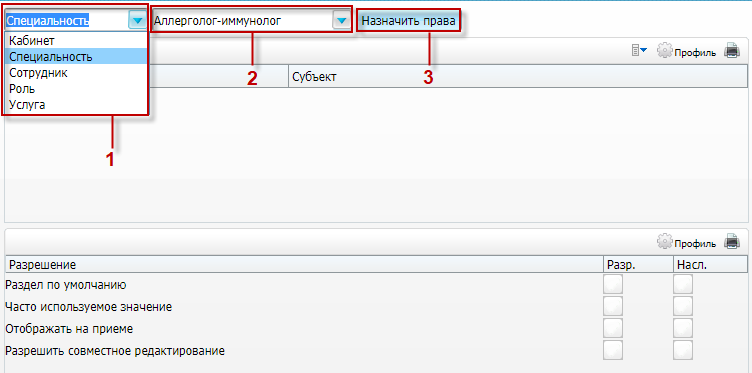 Специальность Аллерголог-иммунолог Назначить права
Кабинет
Специальность
Сотрудник
Роль
Услуга
Профиль
Субъект
1
2
3
Профиль
Разрешение Разр. Насл.
Раздел по умолчанию
Часто используемое значение
Отображать на приеме
Разрешить совместное редактирование